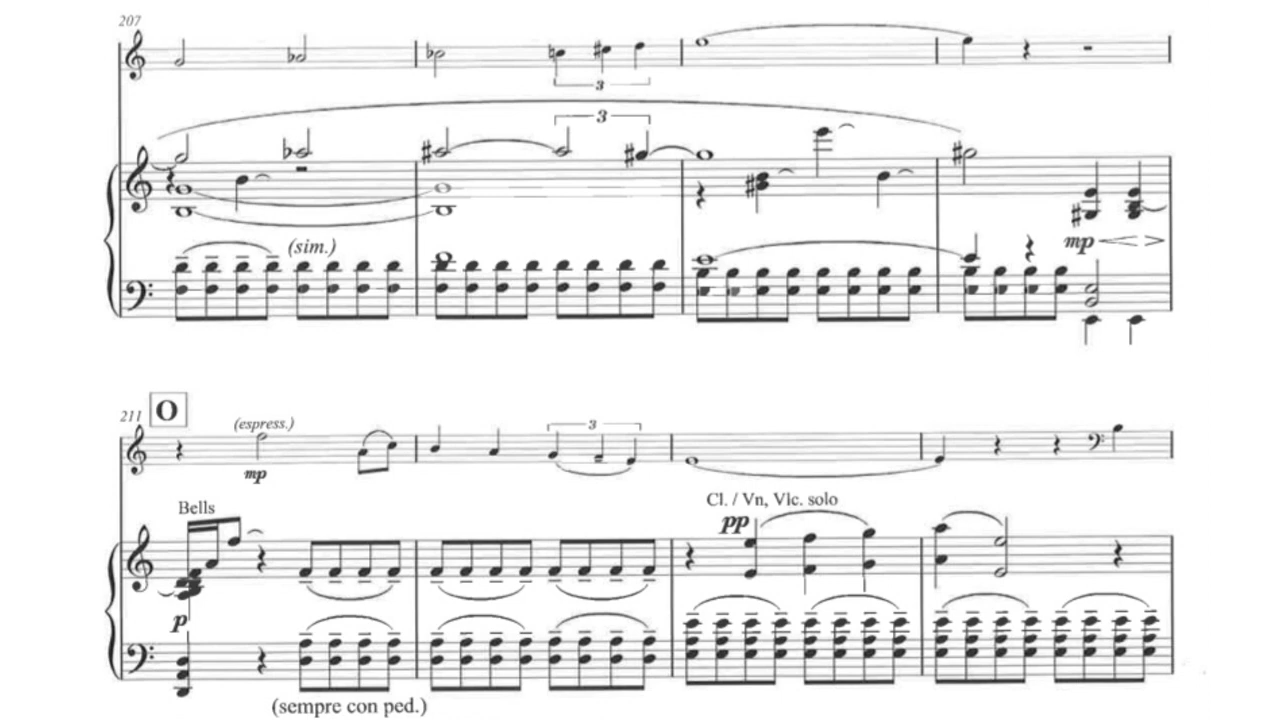 207
3
3
(sim.)
mp
211
O
(espress.)
3
mp
Bells
Cl. / Vn, Vlc. solo
pp
p
(sempre con ped.)